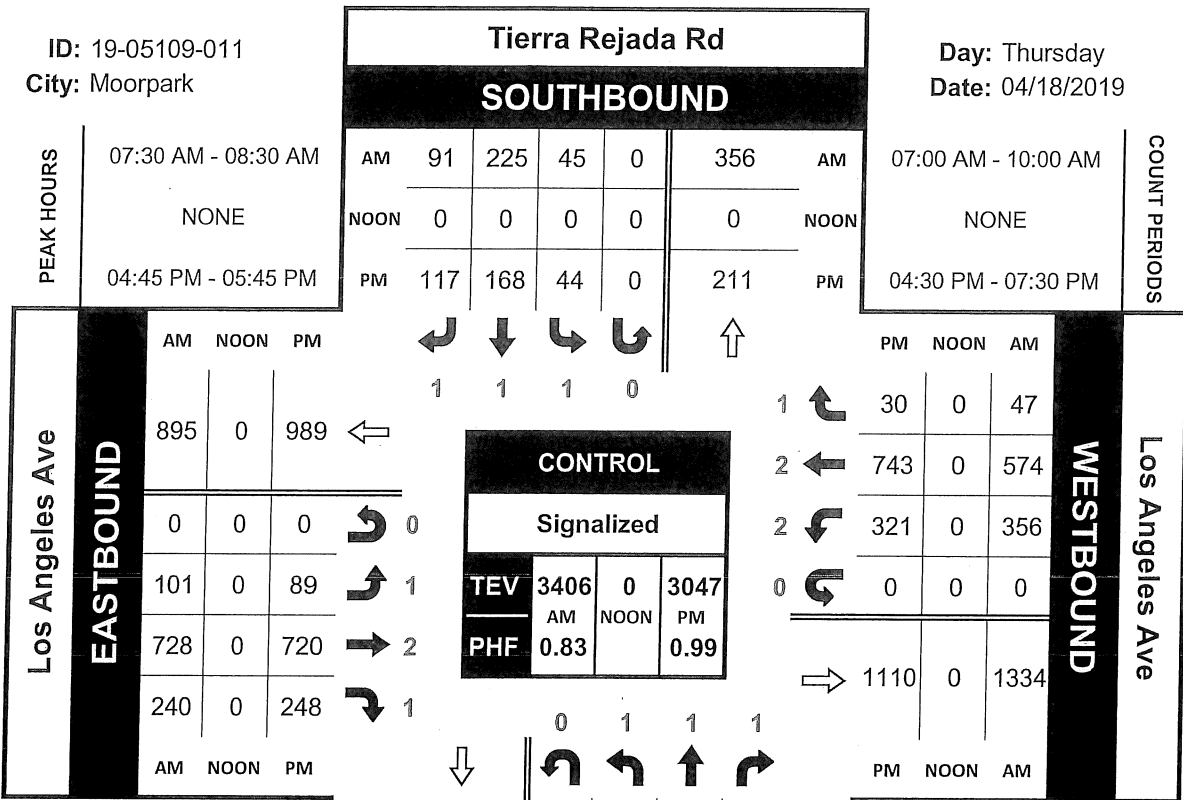 ID: 19-05109-011
City: Moorpark
Tierra Rejada Rd
SOUTHBOUND
Day: Thursday
Date: 04/18/2019
PEAK HOURS
07:30 AM - 08:30 AM
NONE
04:45 PM - 05:45 PM
AM 91 225 45 0 356 AM
NOON 0 0 0 0 0 NOON
PM 117 168 44 0 211 PM
1 1 1 0
07:00 AM - 10:00 AM
NONE
04:30 PM - 07:30 PM
COUNT PERIODS
Los Angeles Ave
EASTBOUND
AM NOON PM
895 0 989
0 0 0 0
101 0 89 1
728 0 720 2
240 0 248 1
AM NOON PM
CONTROL
Signalized
TEV 3406 0 3047
AM NOON PM
PHF 0.83 0.99
PM NOON AM
1 30 0 47
2 743 0 574
2 321 0 356
0 0 0 0
1110 0 1334
PM NOON AM
WESTBOUND
Los Angeles Ave
0 1 1 1